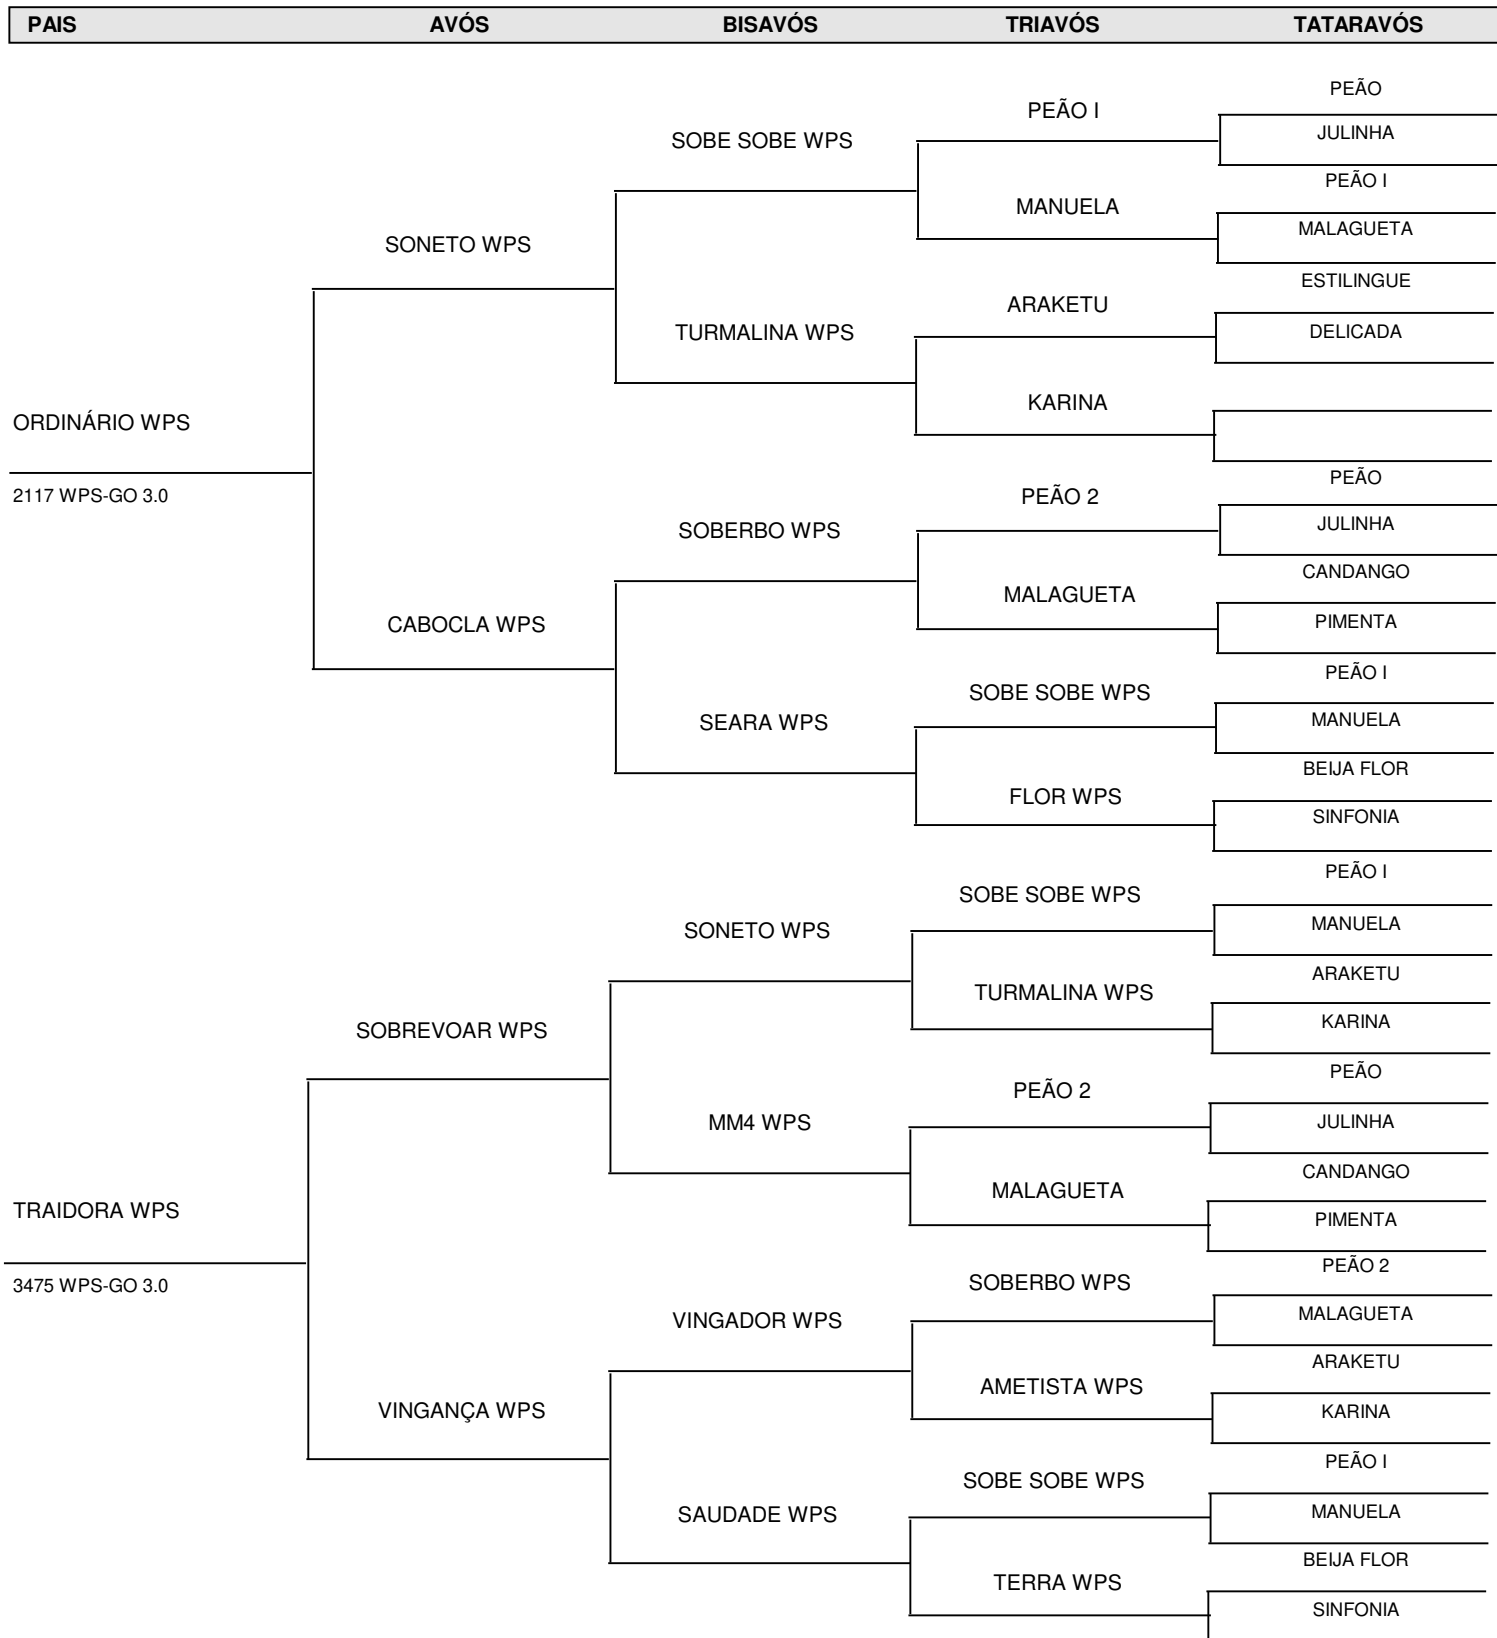 PAIS AVÓS BISAVÓS TRIAVÓS TATARAVÓS
PEÃO
PEÃO I
JULINHA
SOBE SOBE WPS
PEÃO I
MANUELA
MALAGUETA
SONETO WPS
ESTILINGUE
ARAKETU
DELICADA
TURMALINA WPS
KARINA
ORDINÁRIO WPS
PEÃO
2117 WPS-GO 3.0
PEÃO 2
JULINHA
SOBERBO WPS
CANDANGO
MALAGUETA
PIMENTA
CABOCLA WPS
PEÃO I
SOBE SOBE WPS
MANUELA
SEARA WPS
BEIJA FLOR
FLOR WPS
SINFONIA
PEÃO I
SOBE SOBE WPS
MANUELA
SONETO WPS
ARAKETU
TURMALINA WPS
KARINA
SOBREVOAR WPS
PEÃO
PEÃO 2
JULINHA
MM4 WPS
CANDANGO
MALAGUETA
TRAIDORA WPS
PIMENTA
PEÃO 2
3475 WPS-GO 3.0
SOBERBO WPS
MALAGUETA
VINGADOR WPS
ARAKETU
AMETISTA WPS
KARINA
VINGANÇA WPS
PEÃO I
SOBE SOBE WPS
MANUELA
SAUDADE WPS
BEIJA FLOR
TERRA WPS
SINFONIA